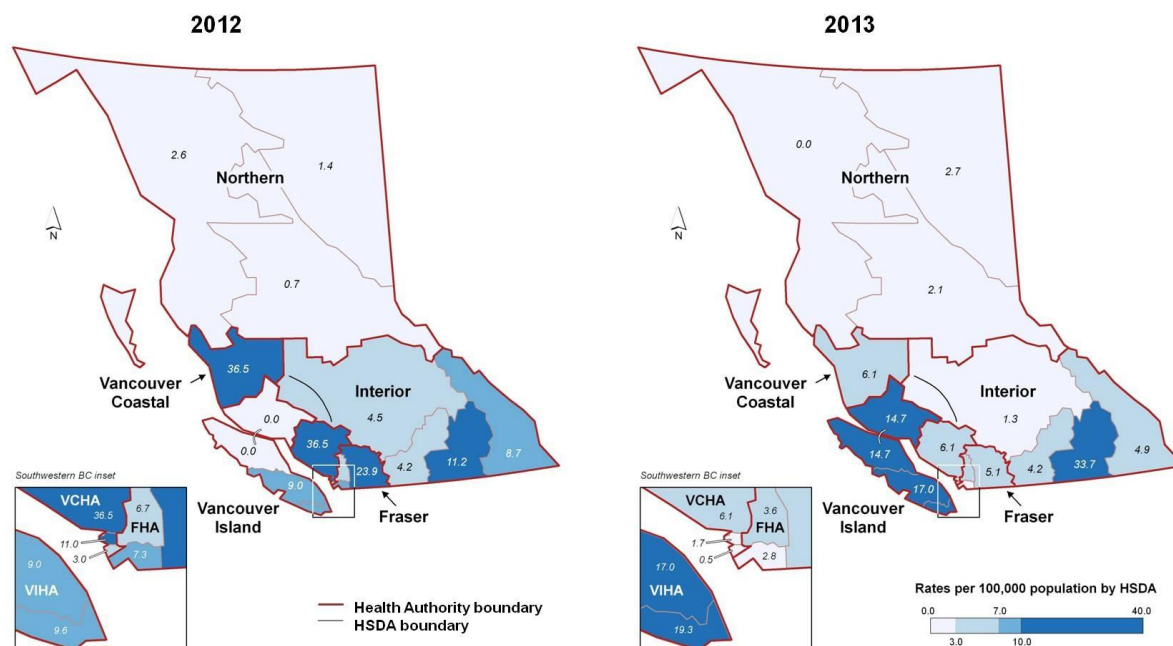 2012
2.6
1.4
Northern
N
0.7
36.5
Vancouver
Coastal
Interior
0.0
4.5
0.0
36.5
23.9
4.2
11.2
8.7
9.0
Vancouver
Island
Fraser
Southwestern BC inset
VCHA
36.5
6.7
FHA
11.0
3.0
7.3
9.0
VIHA
9.6
Health Authority boundary
HSDA boundary
2013
0.0
2.7
Northern
N
2.1
6.1
Vancouver
Coastal
Interior
14.7
1.3
14.7
6.1
5.1
4.2
33.7
4.9
17.0
Vancouver
Island
Fraser
Southwestern BC inset
VCHA
6.1
3.6
FHA
1.7
0.5
2.8
17.0
VIHA
19.3
Rates per 100,000 population by HSDA
0.0 7.0 40.0
3.0 10.0